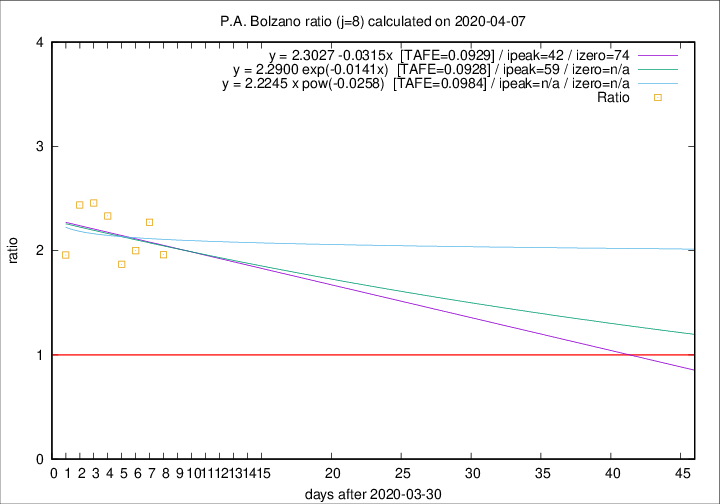 P.A. Bolzano ratio (j=8) calculated on 2020-04-07
y = 2.3027 -0.0315x [TAFE=0.0929] / ipeak=42 / izero=74
y = 2.2900 exp(-0.0141x) [TAFE=0.0928] / ipeak=59 / izero=n/a
y = 2.2245 x pow(-0.0258) [TAFE=0.0984] / ipeak=n/a / izero=n/a
Ratio
4
3
2
1
0
ratio
0 1 2 3 4 5 6 7 8 9 10 11 12 13 14 15 20 25 30 35 40 45
days after 2020-03-30